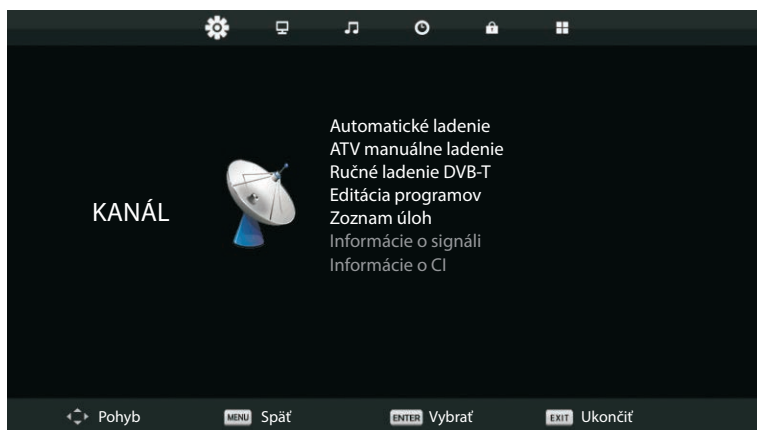 KANÁL
Automatické ladenie
ATV manuálne ladenie
Ručné ladenie DVB-T
Editácia programov
Zoznam úloh
Informácie o signáli
Informácie o CI
Pohyb MENU Späť ENTER Vybrať EXIT Ukončiť